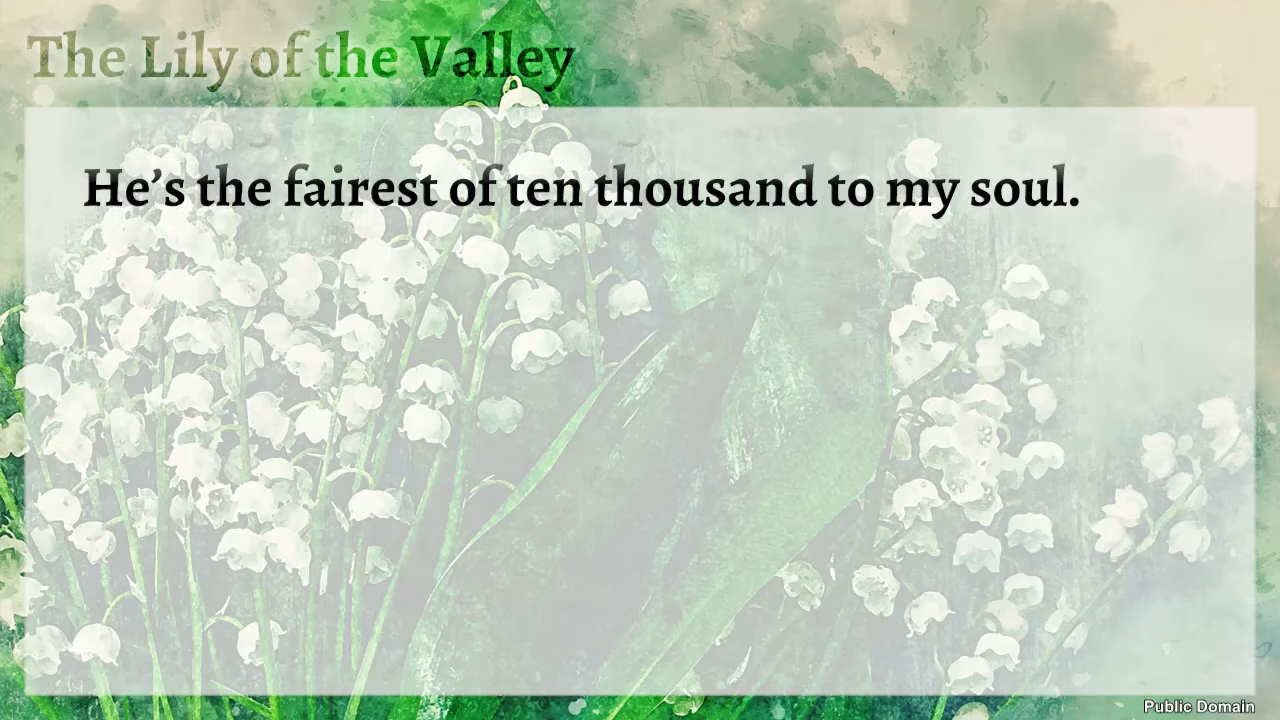 The Lily of the Valley
He’s the fairest of ten thousand to my soul.
Public Domain